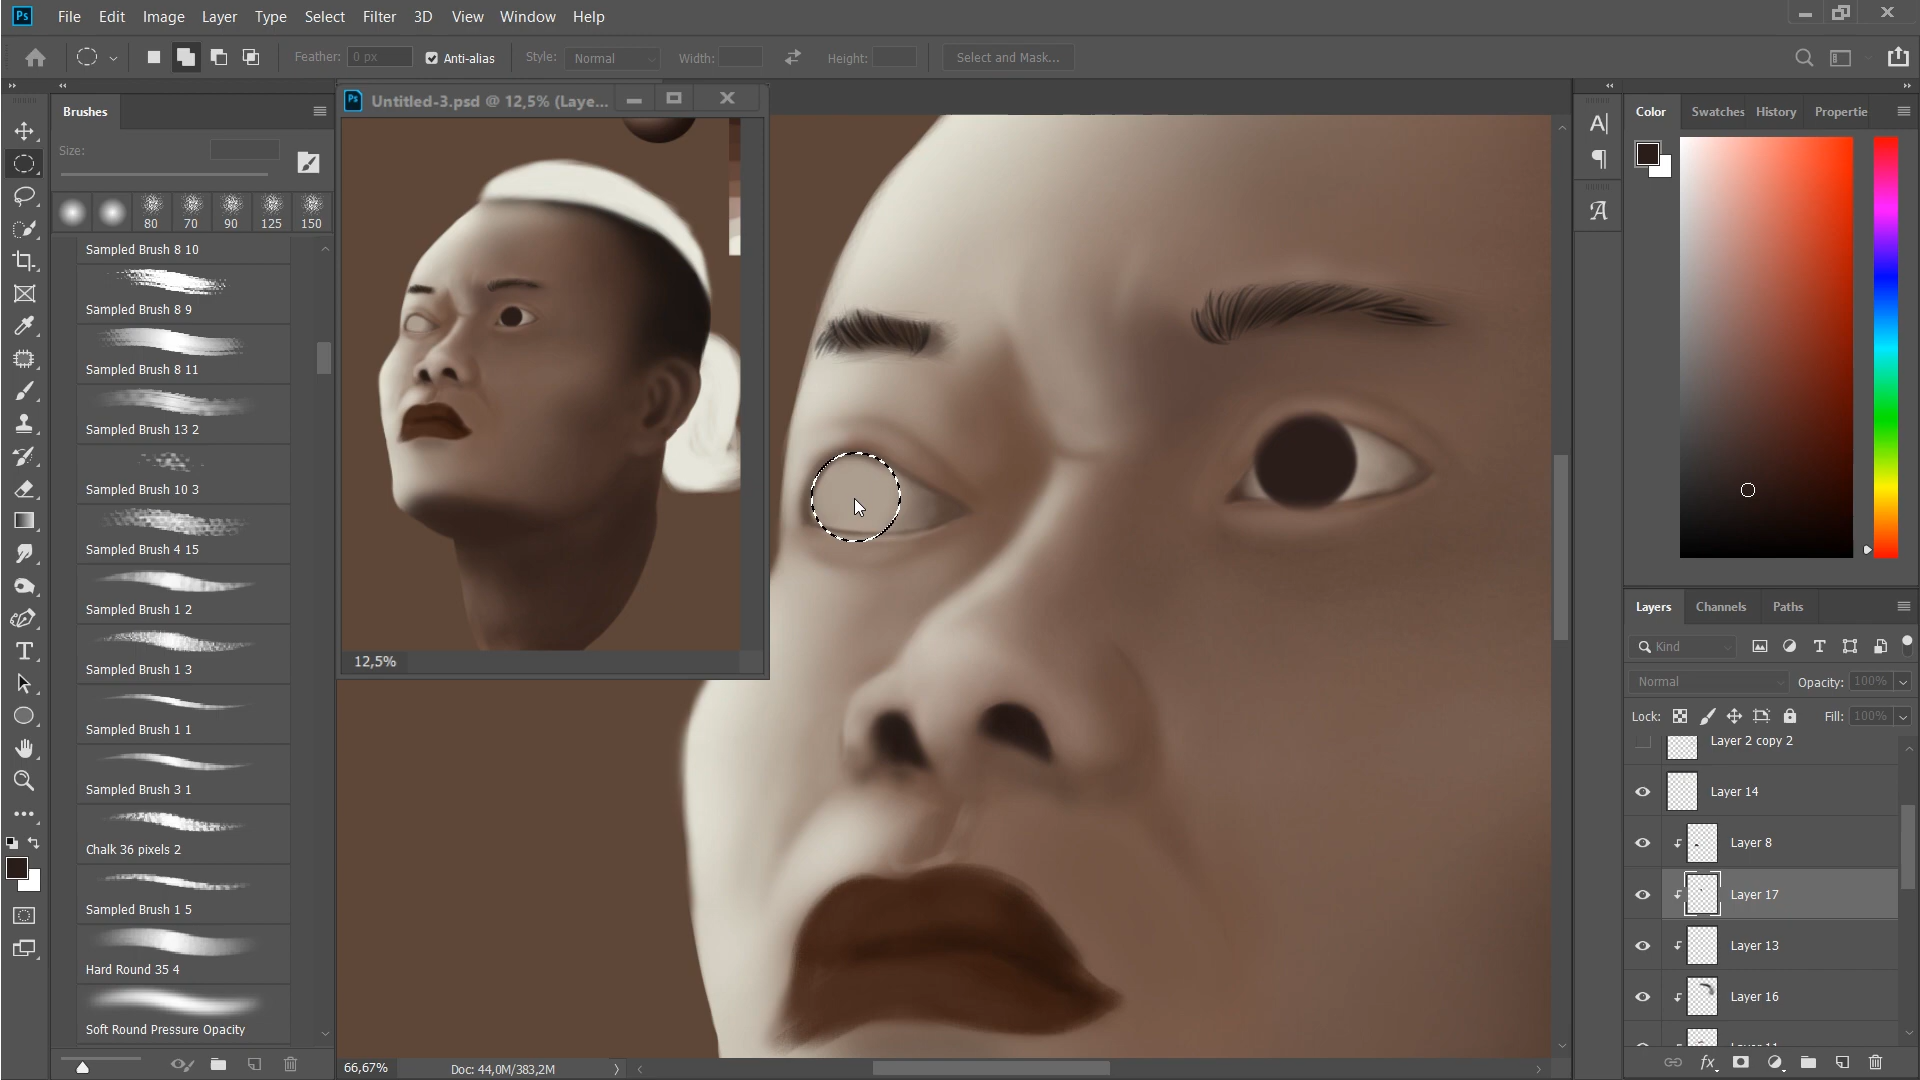 Ps File Edit Image Layer Type Select Filter 3D View Window Help
Feather: 0 px Anti-alias Style: Normal Width: Height: Select and Mask...
Brushes
Size:
80 70 90 125 150
Sampled Brush 8 10
Sampled Brush 8 9
Sampled Brush 8 11
Sampled Brush 13 2
Sampled Brush 10 3
Sampled Brush 4 15
Sampled Brush 1 2
Sampled Brush 1 3
Sampled Brush 1 1
Sampled Brush 3 1
Chalk 36 pixels 2
Sampled Brush 1 5
Hard Round 35 4
Soft Round Pressure Opacity
Ps Untitled-3.psd @ 12,5% (Laye...
12,5%
66,67% Doc: 44,0M/383,2M
Color Swatches History Propertie
Layers Channels Paths
Kind
Normal Opacity: 100%
Lock: Fill: 100%
Layer 2 copy 2
Layer 14
Layer 8
Layer 17
Layer 13
Layer 16
fx